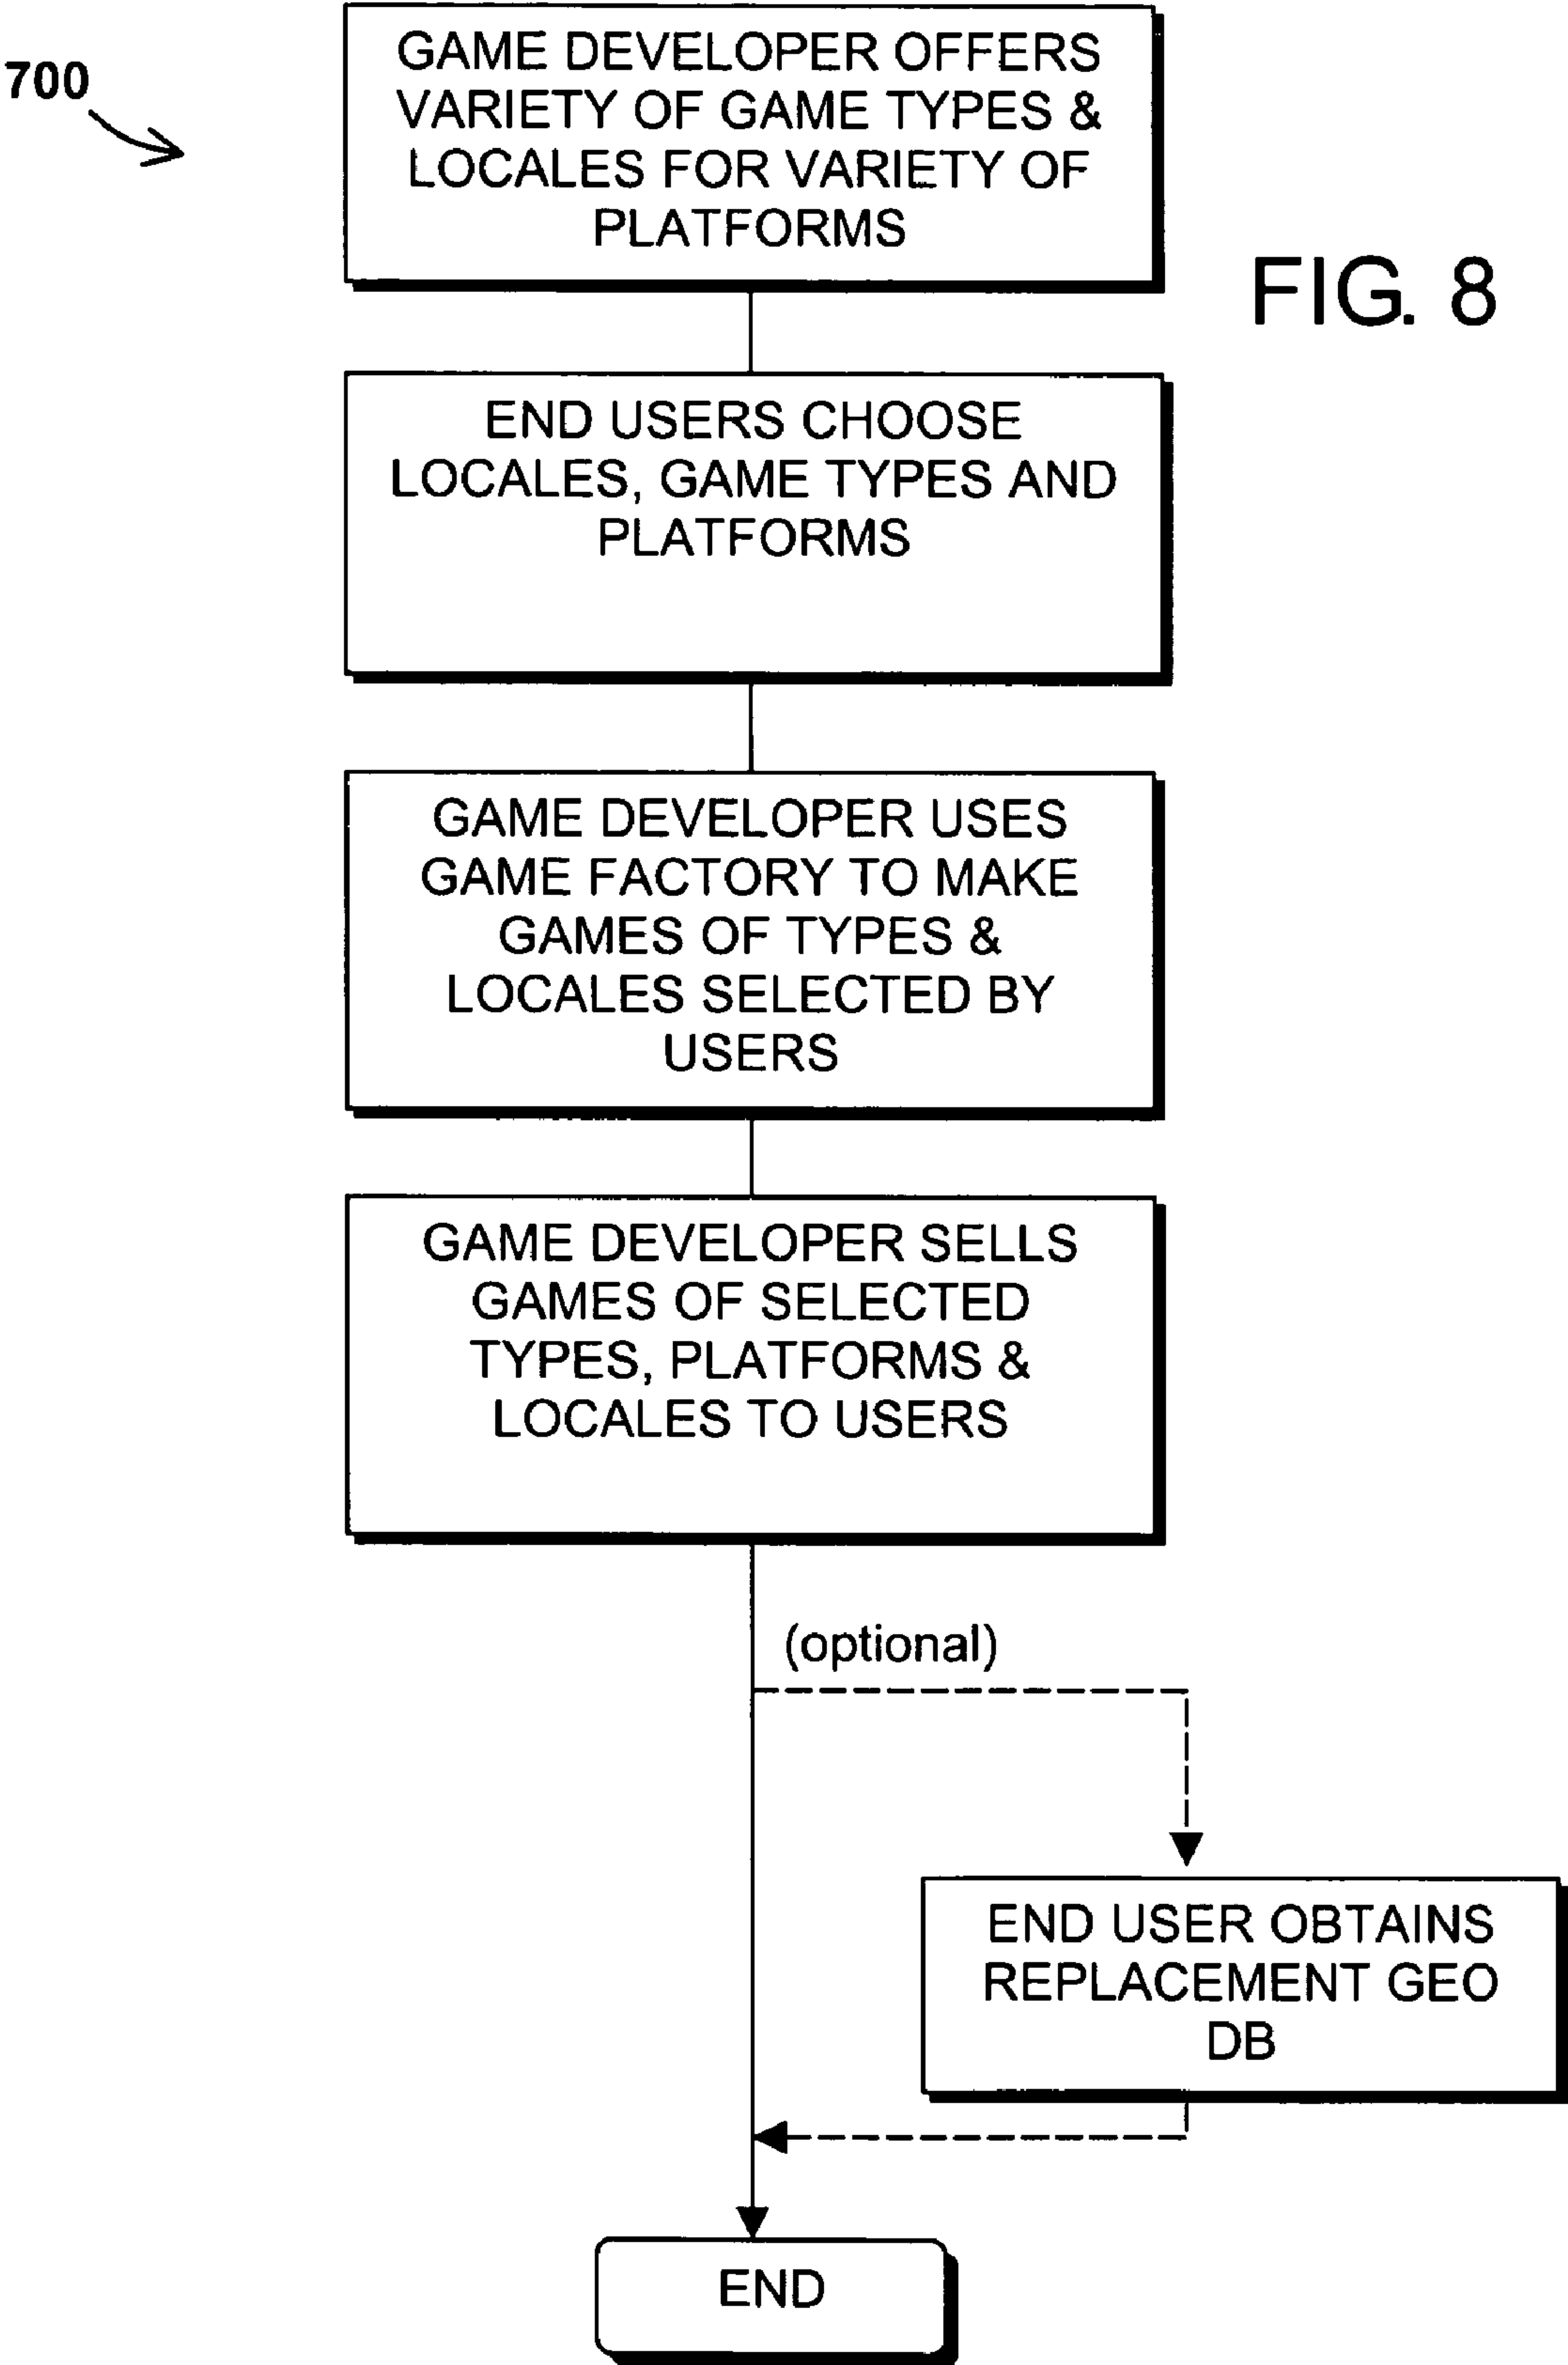 700
GAME DEVELOPER OFFERS
VARIETY OF GAME TYPES &
LOCALES FOR VARIETY OF
PLATFORMS
FIG. 8
END USERS CHOOSE
LOCALES, GAME TYPES AND
PLATFORMS
GAME DEVELOPER USES
GAME FACTORY TO MAKE
GAMES OF TYPES &
LOCALES SELECTED BY
USERS
GAME DEVELOPER SELLS
GAMES OF SELECTED
TYPES, PLATFORMS &
LOCALES TO USERS
(optional)
END USER OBTAINS
REPLACEMENT GEO
DB
END